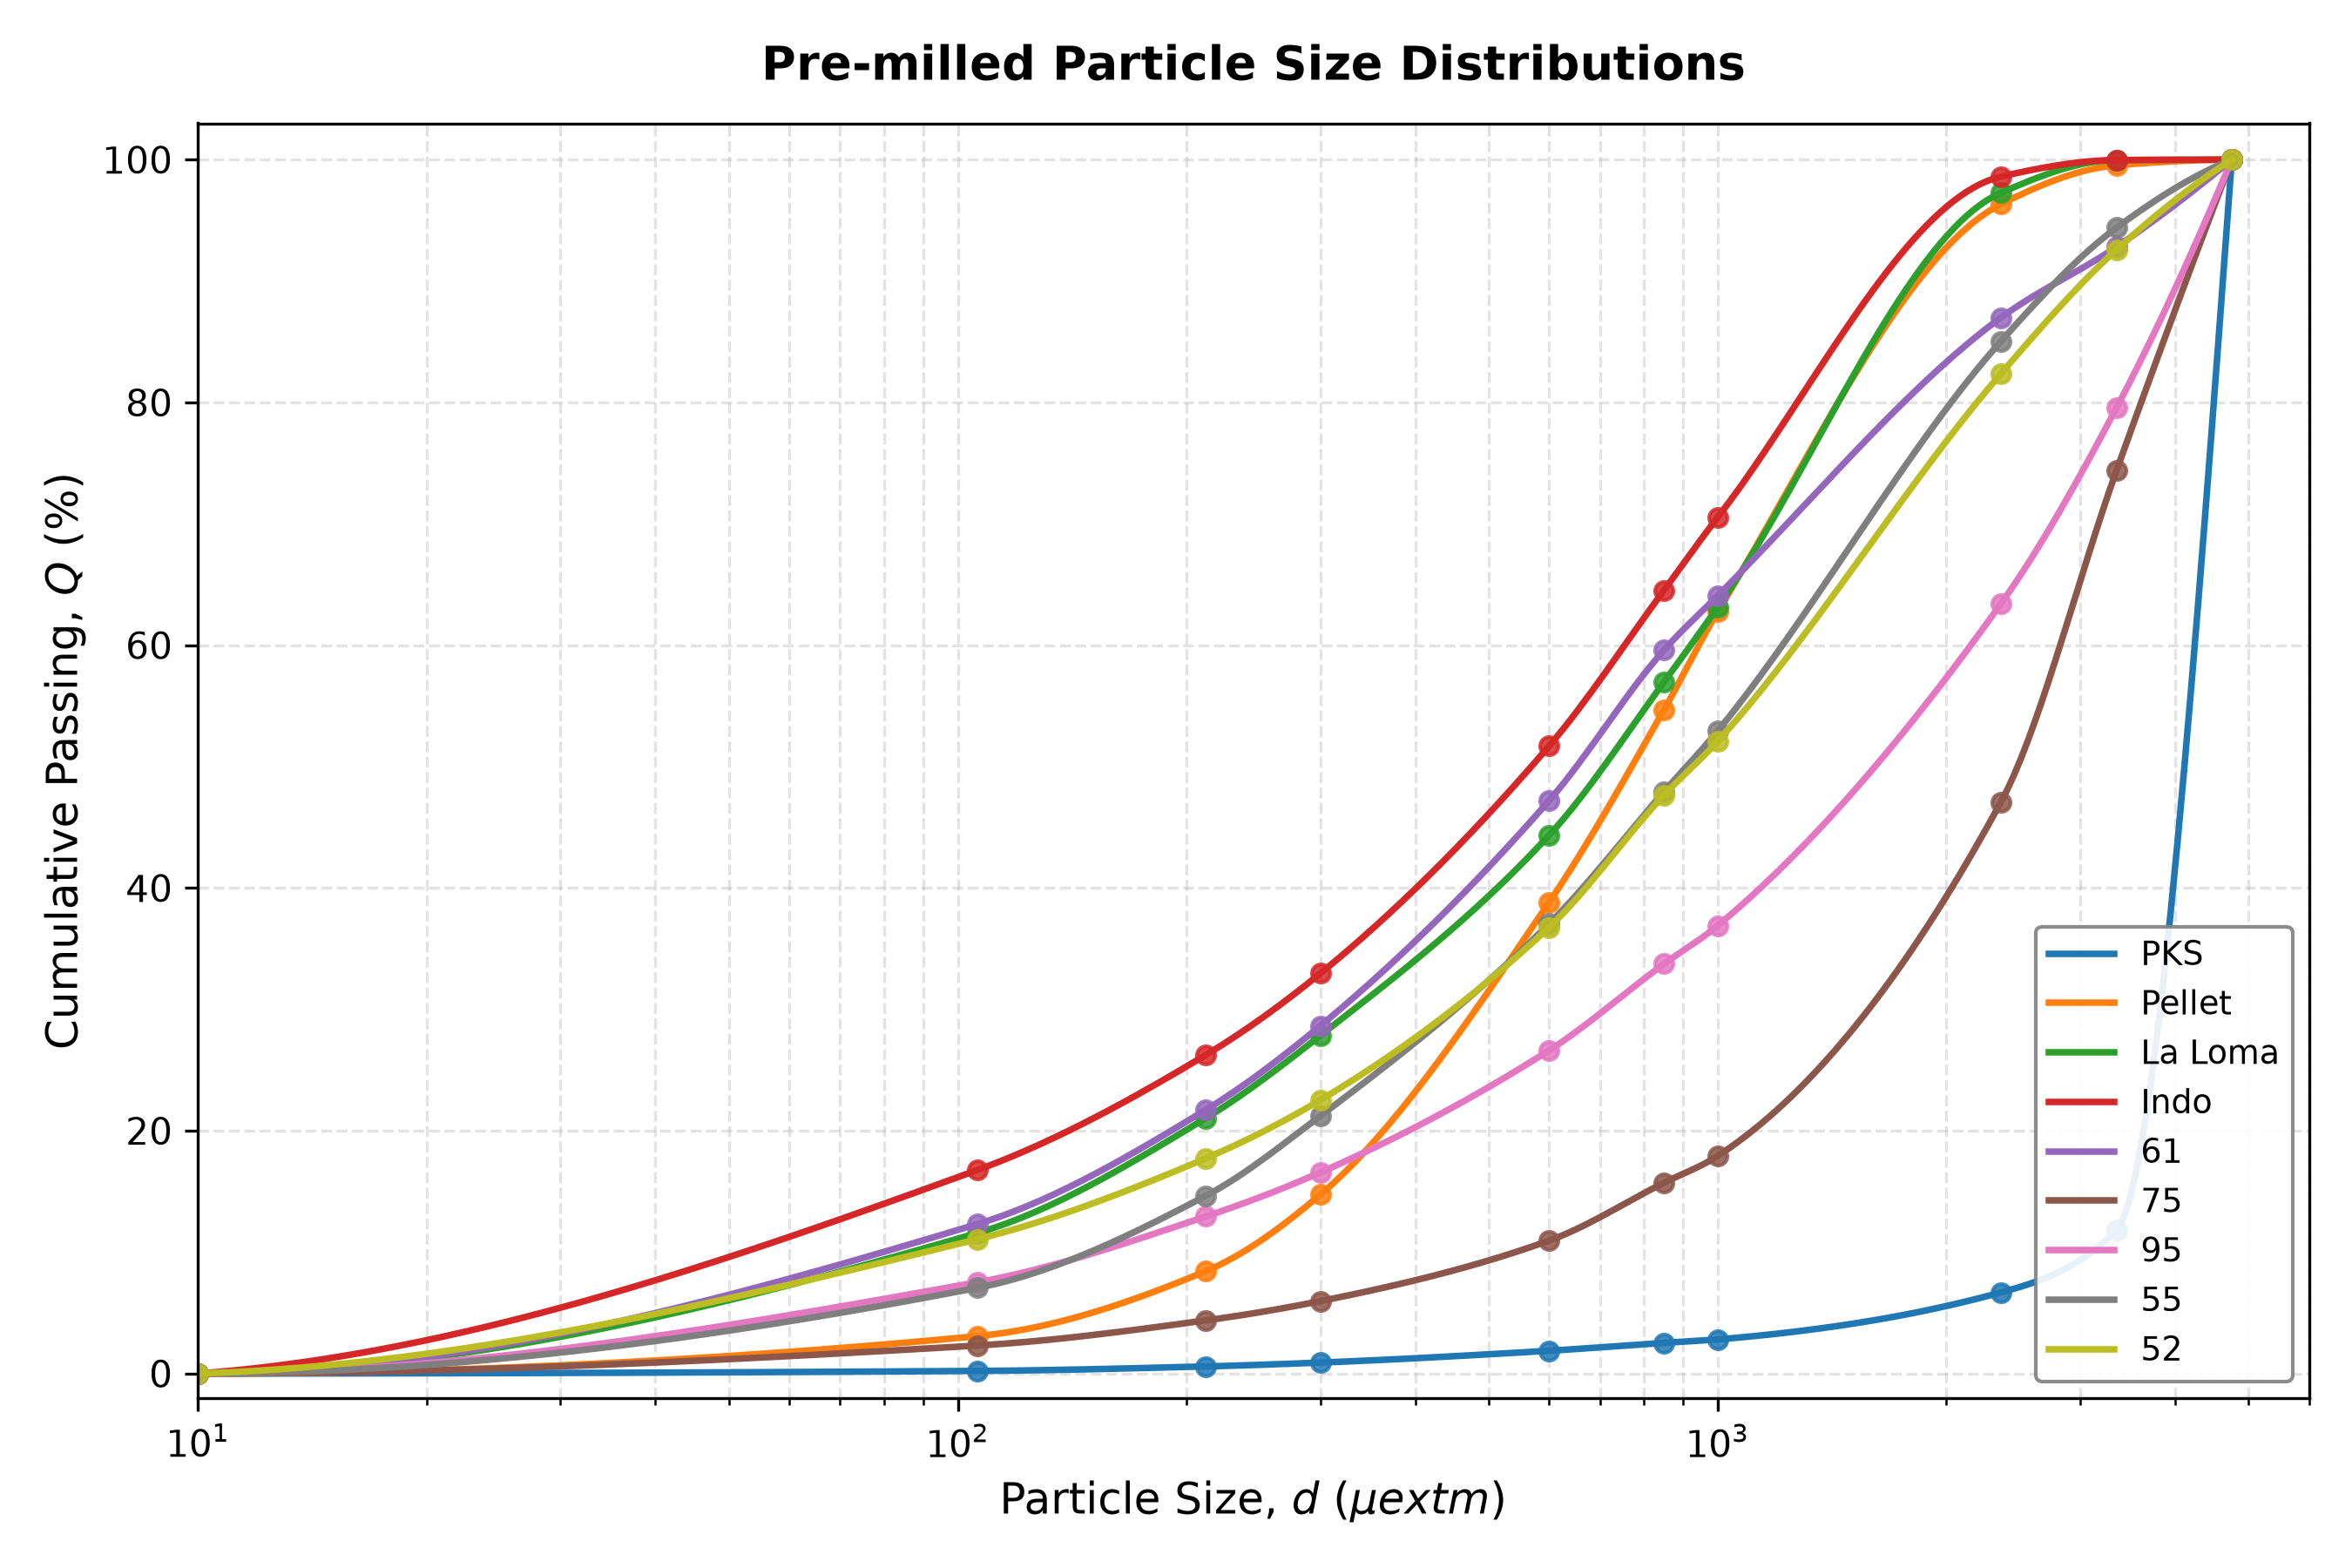 Pre-milled Particle Size Distributions
Cumulative Passing, Q (%)
100
80
60
40
20
0
10¹
10²
10³
Particle Size, d (μextm)
PKS
Pellet
La Loma
Indo
61
75
95
55
52